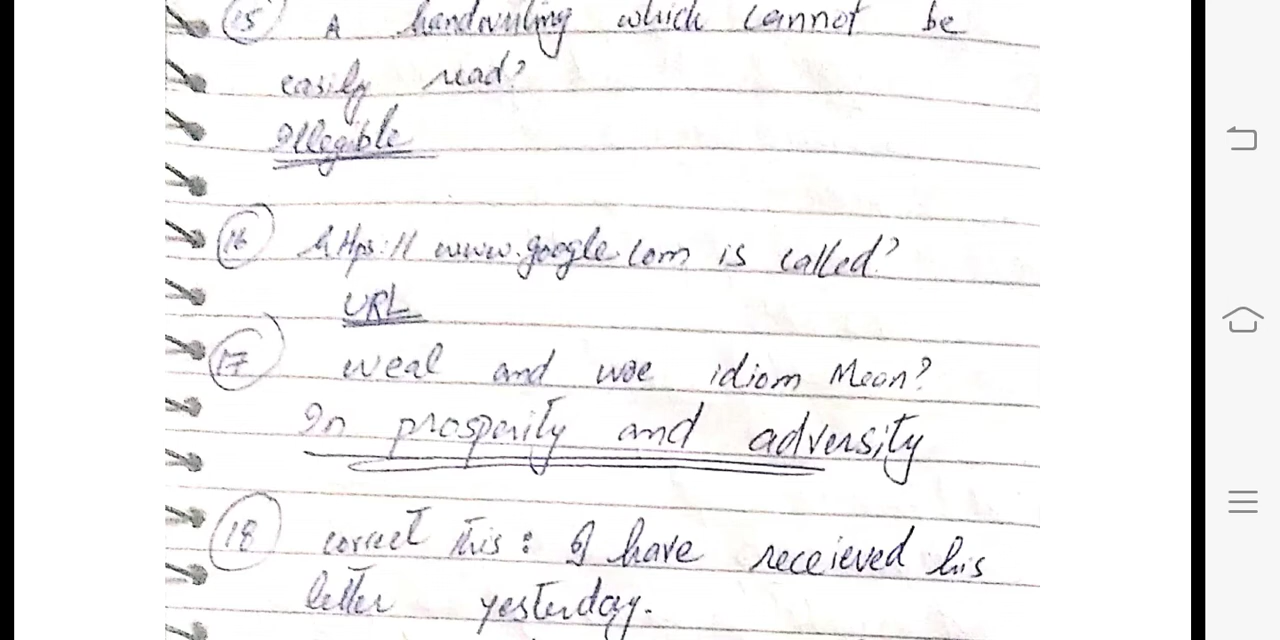 15 A handwriting which cannot be
easily read?
Illegible
16 https:// www.google.com is called?
URL
17 weal and woe idiom Mean?
In prosperity and adversity
18 correct this: I have receieved his
letter yesterday.